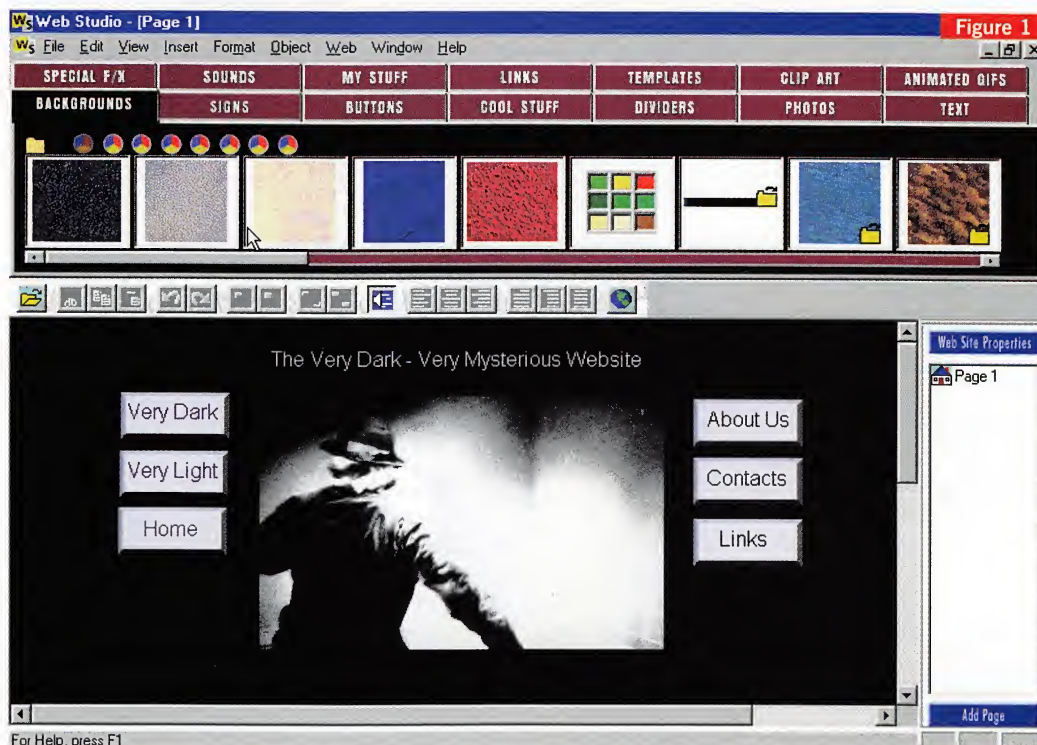 Web Studio - [Page 1]
Figure 1
File Edit View Insert Format Object Web Window Help
SPECIAL F/X SOUNDS MY STUFF LINKS TEMPLATES CLIP ART ANIMATED GIFS
BACKGROUNDS SIGNS BUTTONS COOL STUFF DIVIDERS PHOTOS TEXT
The Very Dark - Very Mysterious Website
Very Dark
Very Light
Home
About Us
Contacts
Links
Web Site Properties
Page 1
Add Page
For Help, press F1